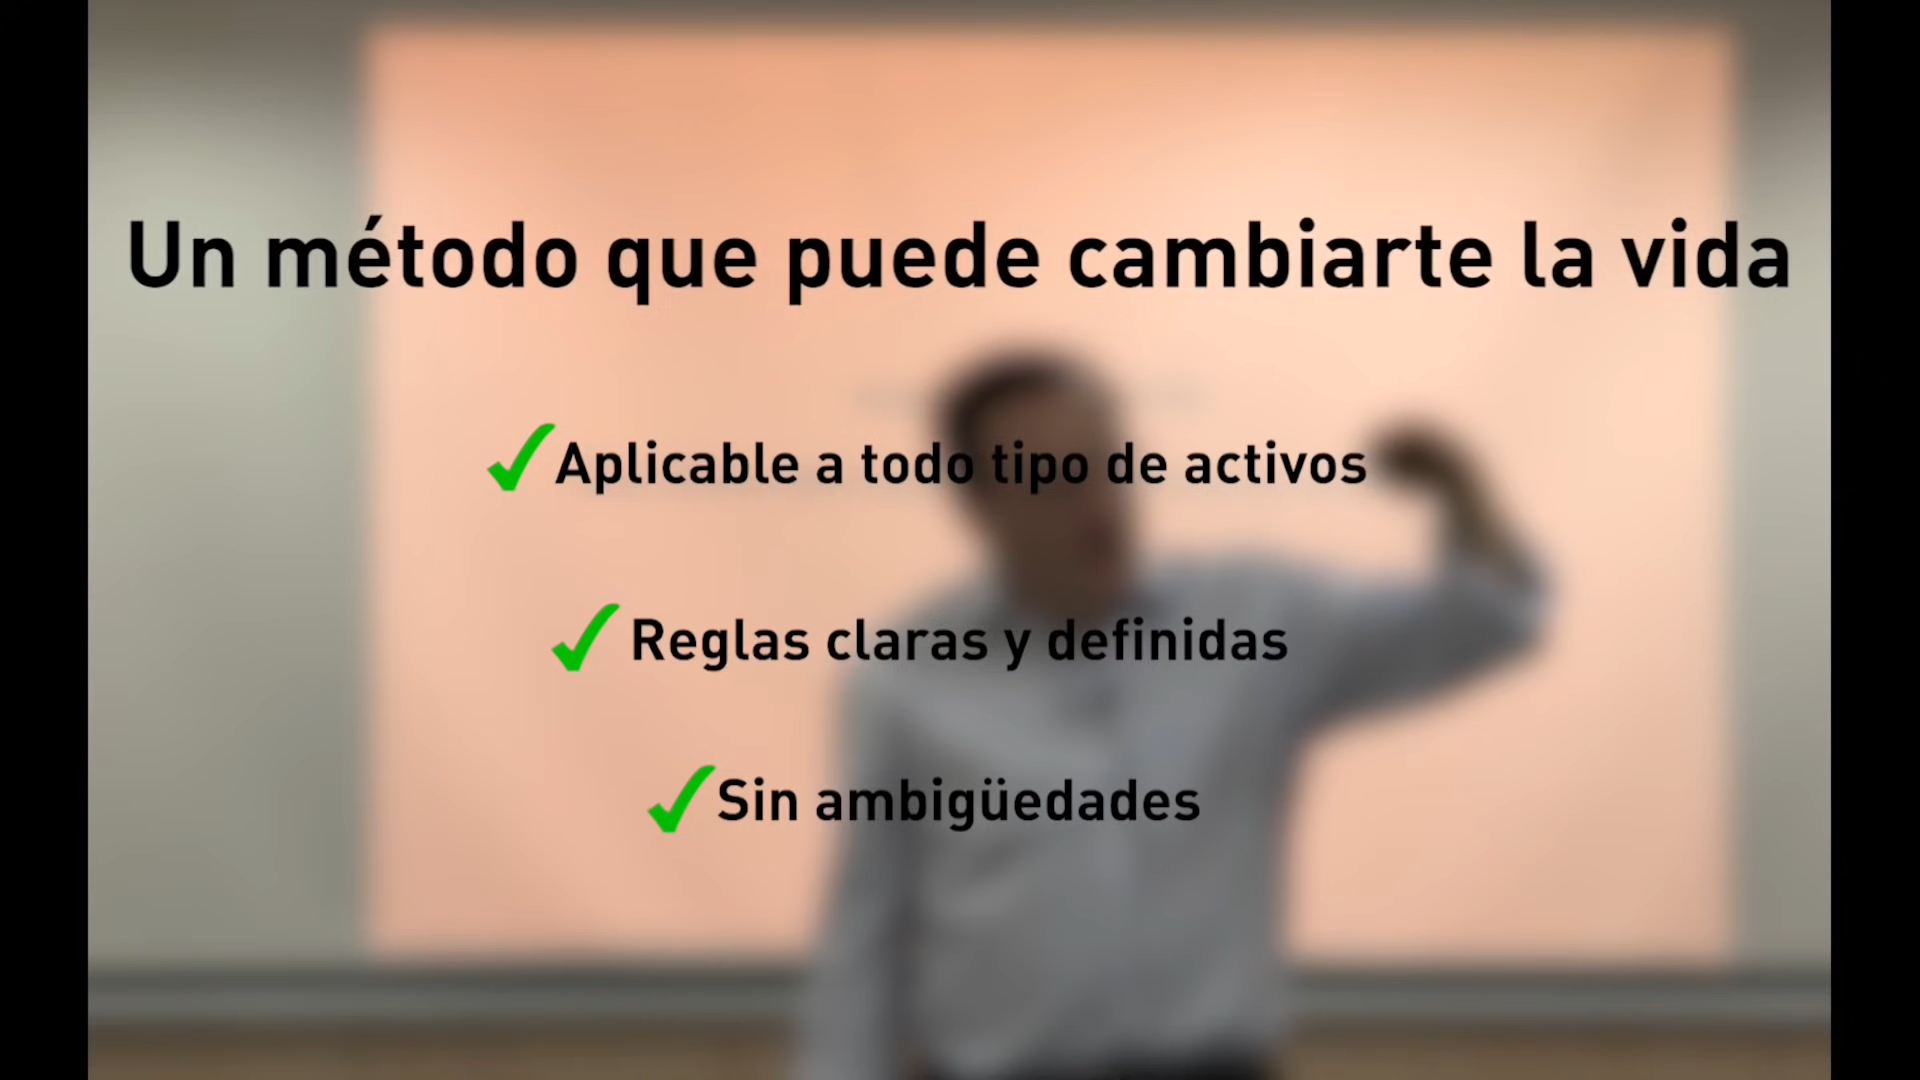 Un método que puede cambiarte la vida
Aplicable a todo tipo de activos
Reglas claras y definidas
Sin ambigüedades